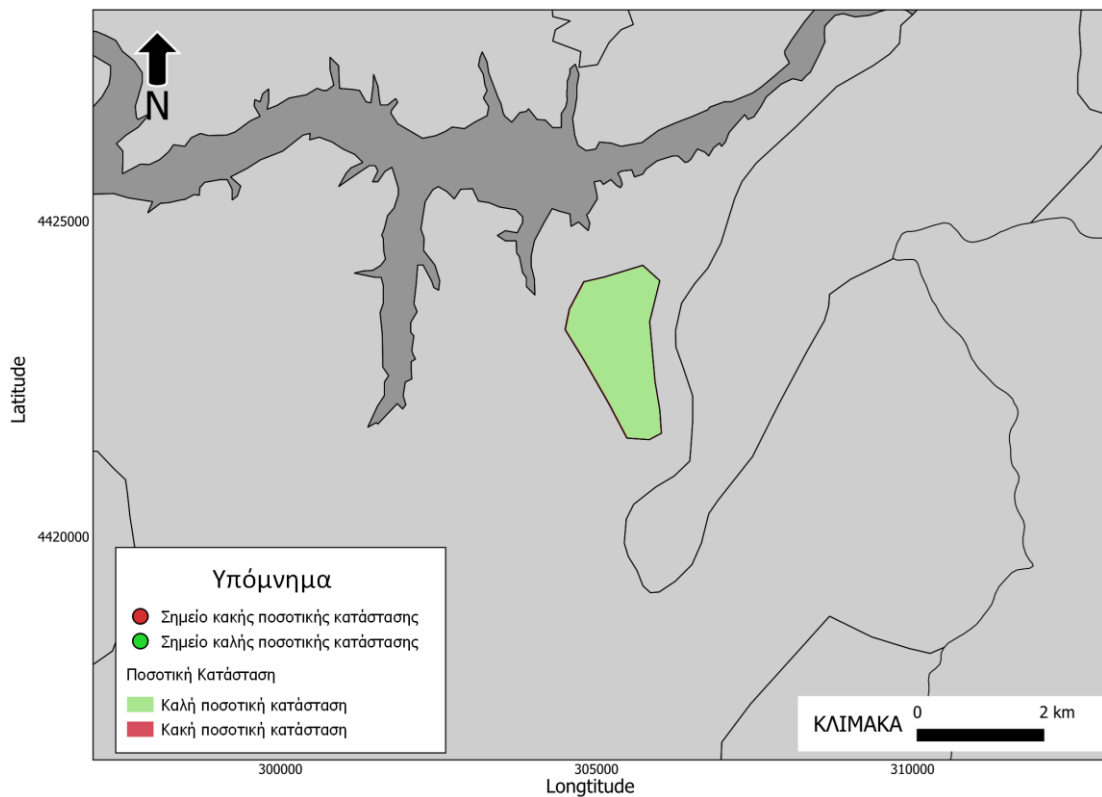 N
4425000
4420000
Latitude
Υπόμνημα
Σημείο κακής ποσοτικής κατάστασης
Σημείο καλής ποσοτικής κατάστασης
Ποσοτική Κατάσταση
Καλή ποσοτική κατάσταση
Κακή ποσοτική κατάσταση
ΚΛΙΜΑΚΑ
0 2 km
300000 305000 310000
Longtitude